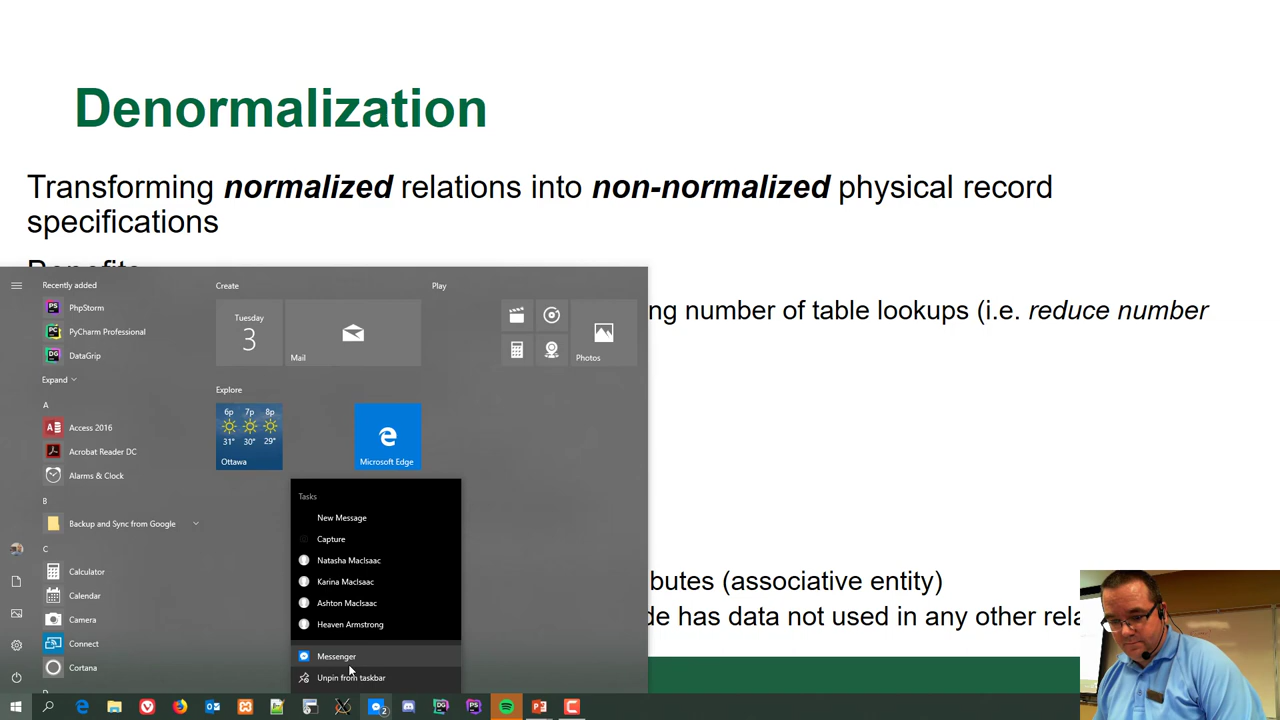 Denormalization
Transforming normalized relations into non-normalized physical record
specifications
Benefits
ng number of table lookups (i.e. reduce number
butes (associative entity)
de has data not used in any other rela
Recently added
PhpStorm
PyCharm Professional
DataGrip
Expand
A
Access 2016
Acrobat Reader DC
Alarms & Clock
B
Backup and Sync from Google
C
Calculator
Calendar
Camera
Connect
Cortana
Create
Tuesday
3
Mail
Play
Photos
Explore
6p 7p 8p
31° 30° 29°
Ottawa
Microsoft Edge
Tasks
New Message
Capture
Natasha MacIsaac
Karina MacIsaac
Ashton MacIsaac
Heaven Armstrong
Messenger
Unpin from taskbar